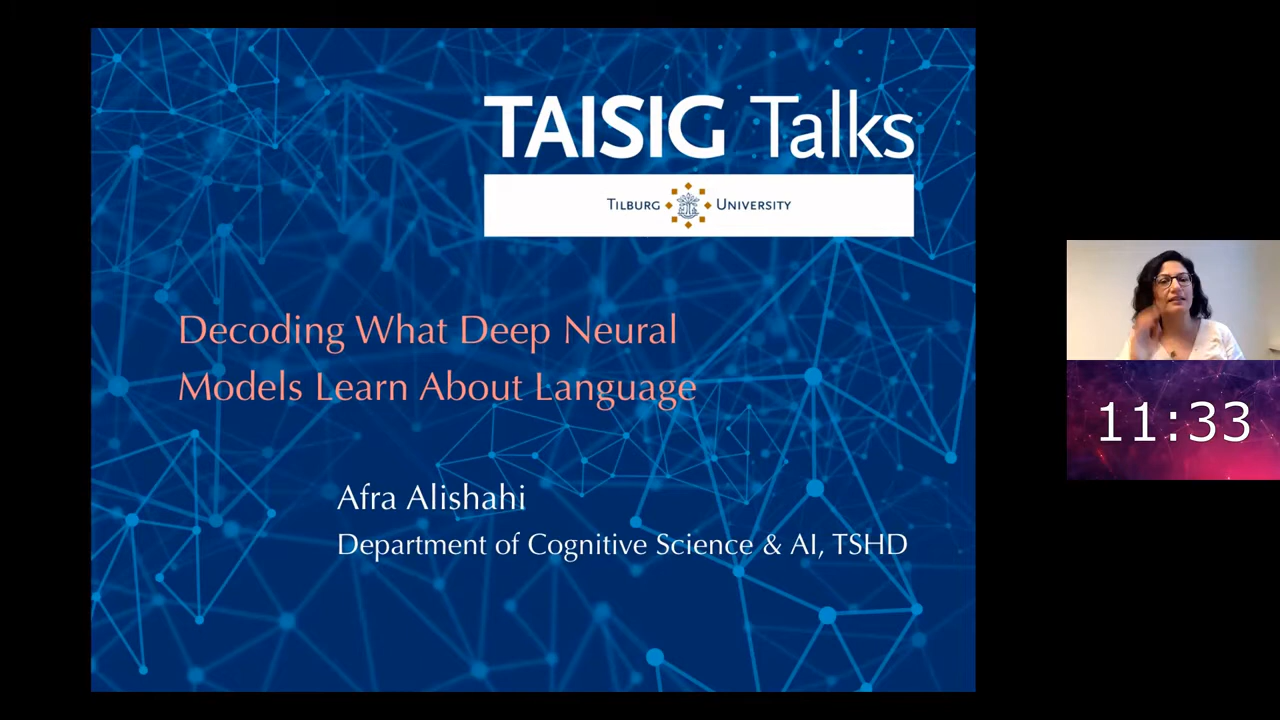 TAISIG Talks
TILBURG UNIVERSITY
Decoding What Deep Neural
Models Learn About Language
Afra Alishahi
Department of Cognitive Science & AI, TSHD
11:33